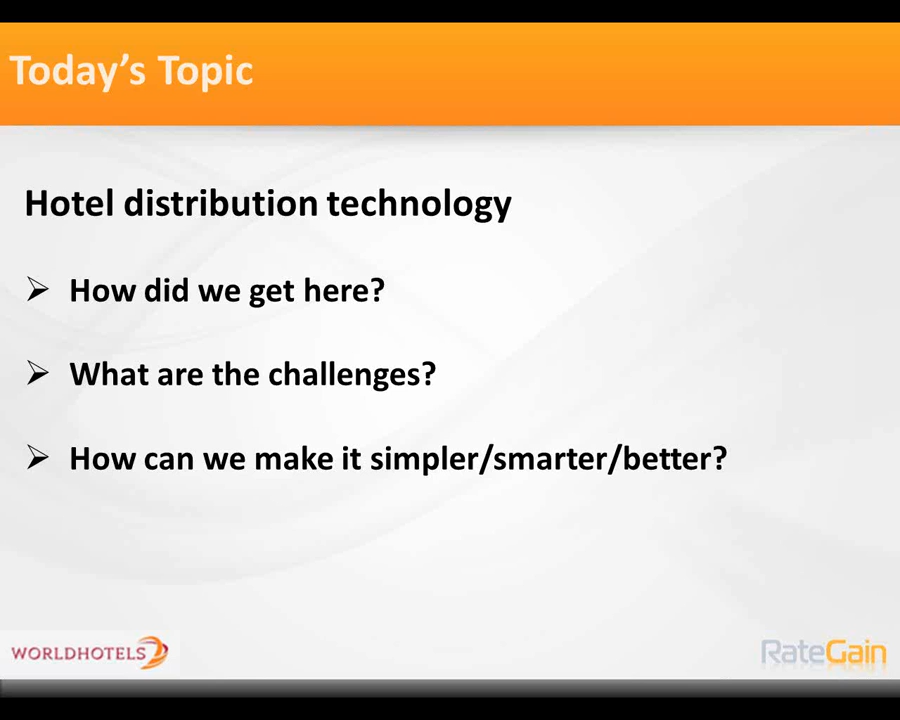 Today's Topic
Hotel distribution technology
How did we get here?
What are the challenges?
How can we make it simpler/smarter/better?
WORLDHOTELS
RateGain